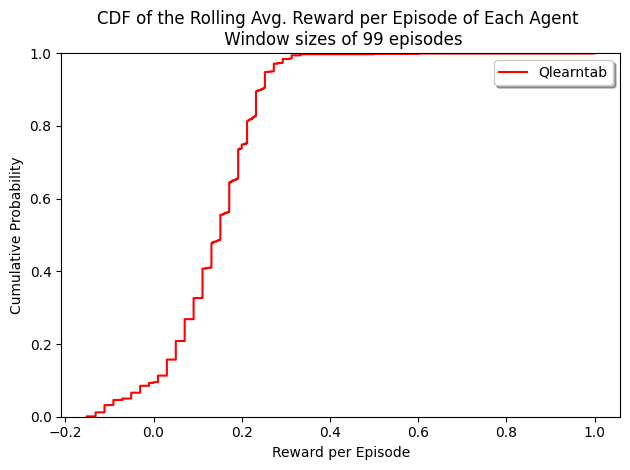 CDF of the Rolling Avg. Reward per Episode of Each Agent
Window sizes of 99 episodes
Qlearntab
1.0
0.8
0.6
0.4
0.2
0.0
Cumulative Probability
−0.2 0.0 0.2 0.4 0.6 0.8 1.0
Reward per Episode